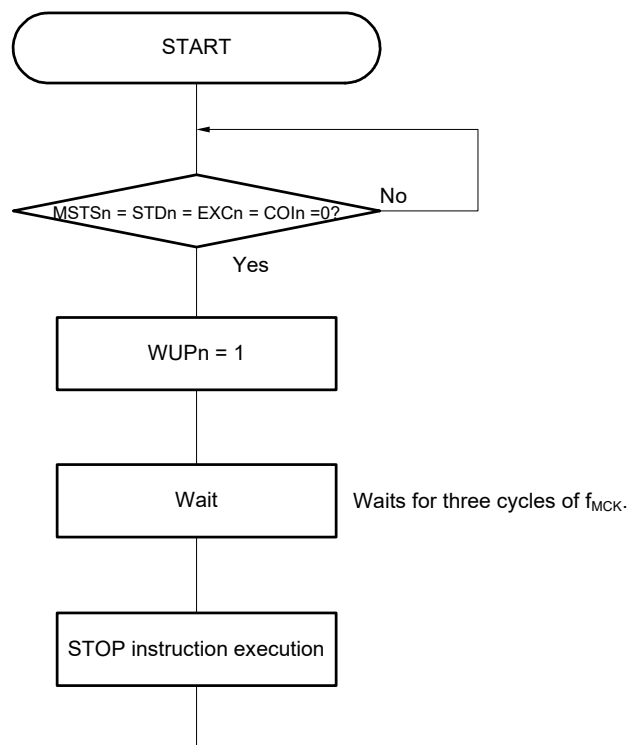 START
MSTSn = STDn = EXCn = COIn =0?
No
Yes
WUPn = 1
Wait
Waits for three cycles of fMCK.
STOP instruction execution